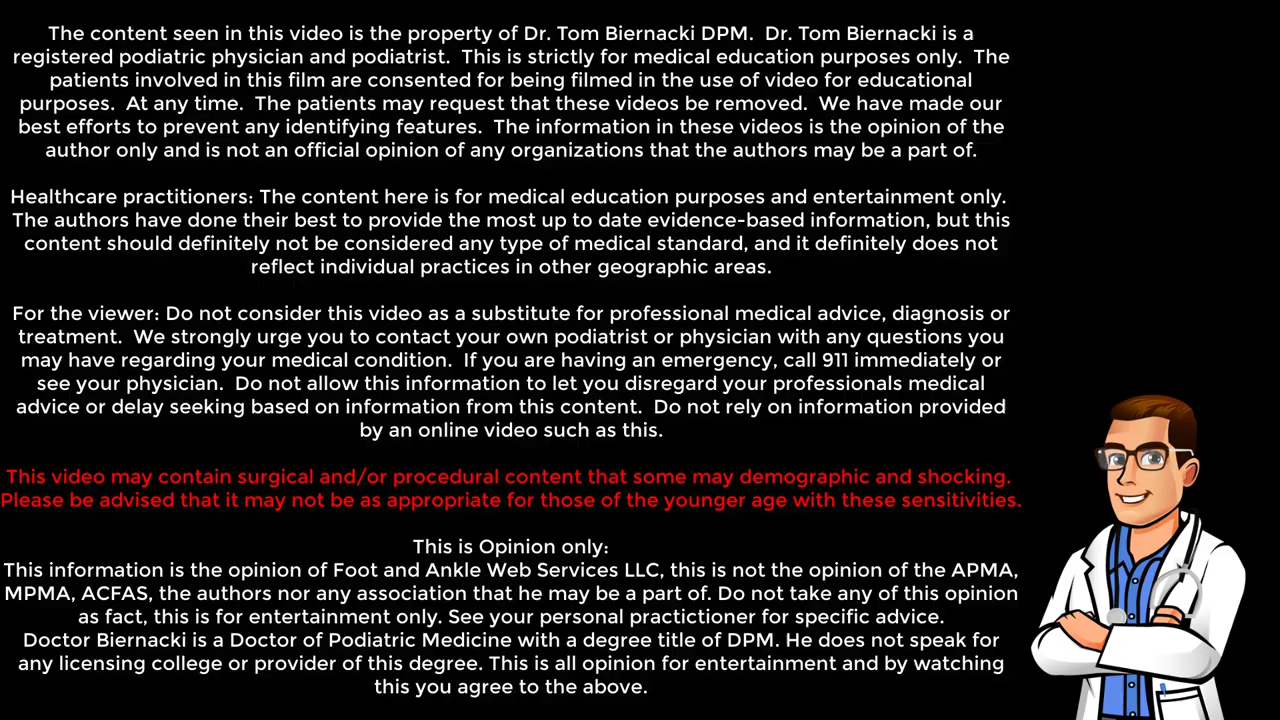 The content seen in this video is the property of Dr. Tom Biernacki DPM.  Dr. Tom Biernacki is a
registered podiatric physician and podiatrist.  This is strictly for medical education purposes only.  The
patients involved in this film are consented for being filmed in the use of video for educational
purposes.  At any time.  The patients may request that these videos be removed.  We have made our
best efforts to prevent any identifying features.  The information in these videos is the opinion of the
author only and is not an official opinion of any organizations that the authors may be a part of.
Healthcare practitioners: The content here is for medical education purposes and entertainment only.
The authors have done their best to provide the most up to date evidence-based information, but this
content should definitely not be considered any type of medical standard, and it definitely does not
reflect individual practices in other geographic areas.
For the viewer: Do not consider this video as a substitute for professional medical advice, diagnosis or
treatment.  We strongly urge you to contact your own podiatrist or physician with any questions you
may have regarding your medical condition.  If you are having an emergency, call 911 immediately or
see your physician.  Do not allow this information to let you disregard your professionals medical
advice or delay seeking based on information from this content.  Do not rely on information provided
by an online video such as this.
This video may contain surgical and/or procedural content that some may demographic and shocking.
Please be advised that it may not be as appropriate for those of the younger age with these sensitivities.
This is Opinion only:
This information is the opinion of Foot and Ankle Web Services LLC, this is not the opinion of the APMA,
MPMA, ACFAS, the authors nor any association that he may be a part of. Do not take any of this opinion
as fact, this is for entertainment only. See your personal practictioner for specific advice.
Doctor Biernacki is a Doctor of Podiatric Medicine with a degree title of DPM. He does not speak for
any licensing college or provider of this degree. This is all opinion for entertainment and by watching
this you agree to the above.